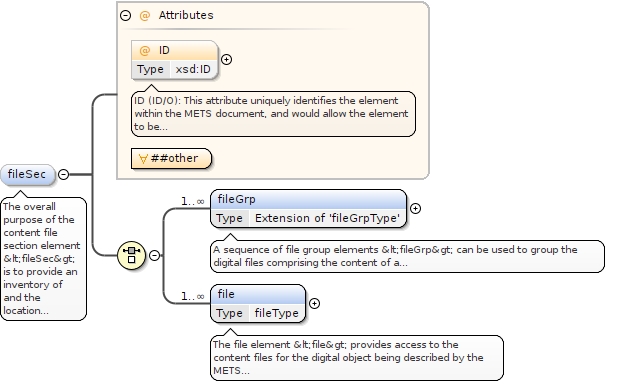 @ Attributes
@ ID
Type xsd:ID
ID (ID/O): This attribute uniquely identifies the element
within the METS document, and would allow the element
to be...
##other
fileSec
The overall
purpose of the
content file
section element
&lt;fileSec&gt;
is to provide an
inventory of
and the
location...
1..∞
fileGrp
Type Extension of 'fileGrpType'
A sequence of file group elements &lt;fileGrp&gt; can be used to group the
digital files comprising the content of a...
1..∞
file
Type fileType
The file element &lt;file&gt; provides access to the
content files for the digital object being described by the
METS...